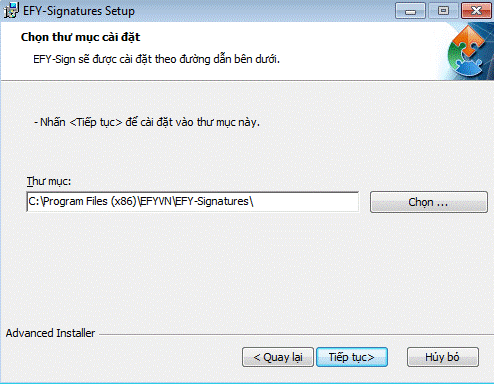 EFY-Signatures Setup
Chọn thư mục cài đặt
EFY-Sign sẽ được cài đặt theo đường dẫn bên dưới.
- Nhấn <Tiếp tục> để cài đặt vào thư mục này.
Thư mục:
C:\Program Files (x86)\EFYVN\EFY-Signatures\
Chọn ...
Advanced Installer
< Quay lại
Tiếp tục>
Hủy bỏ